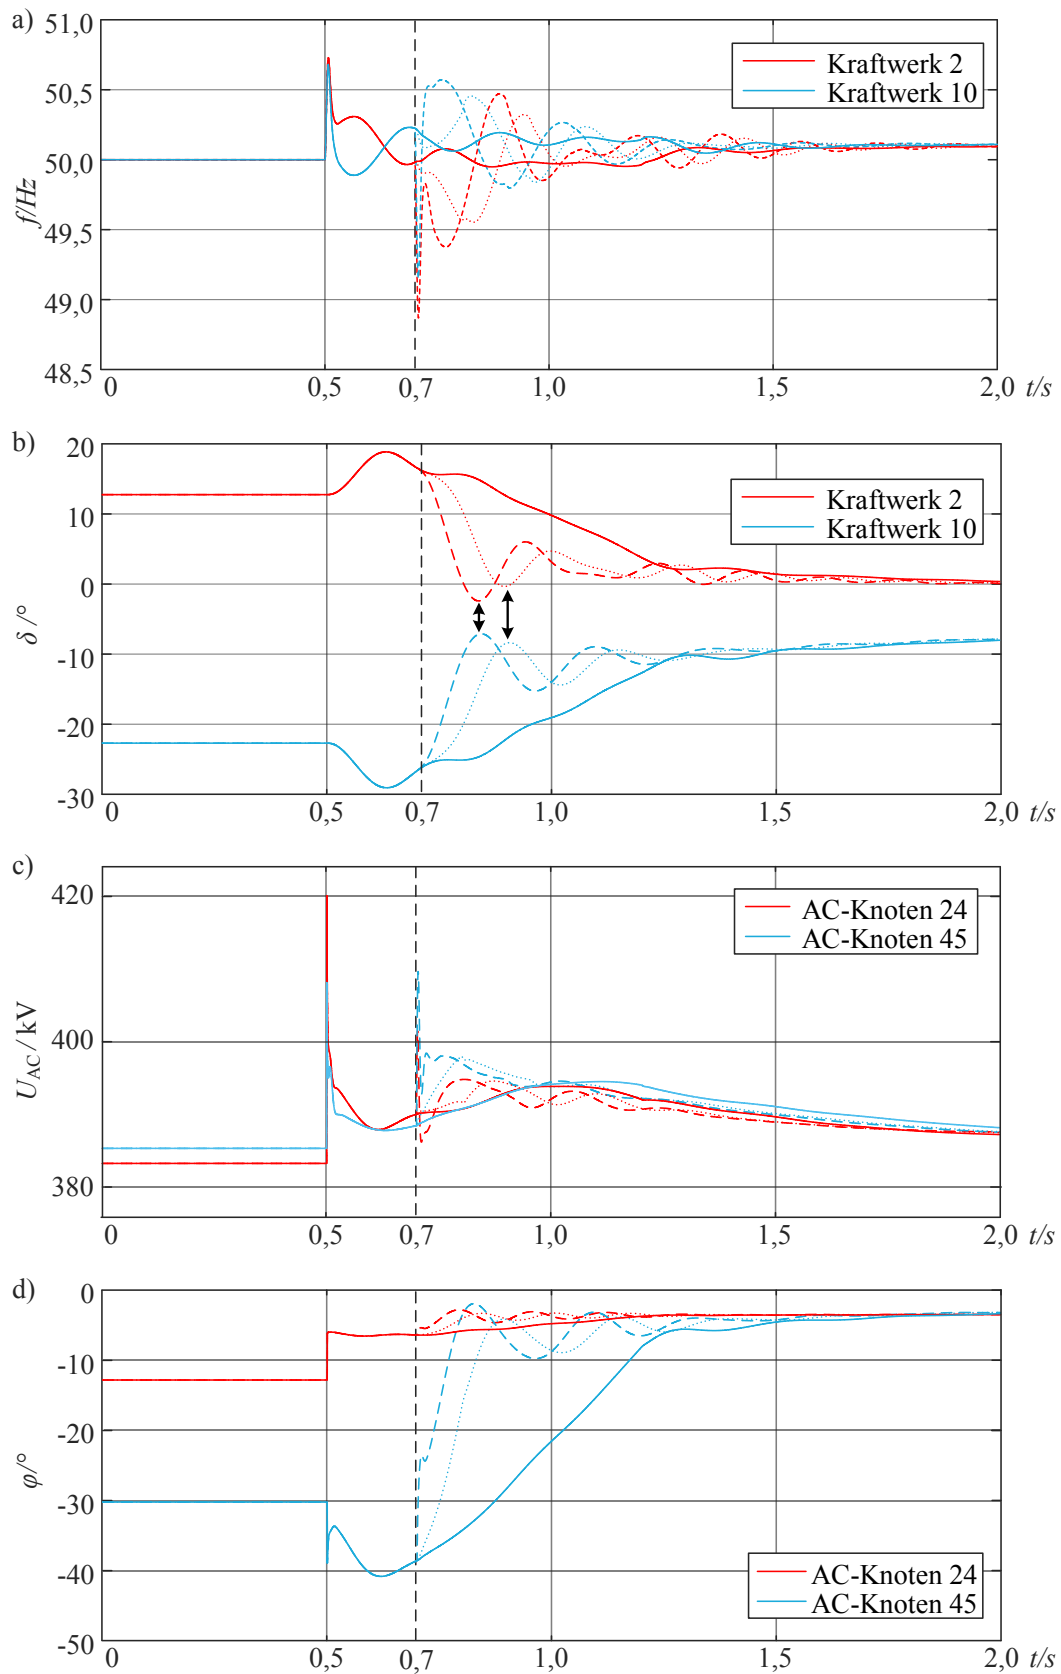 a)
51,0
50,5
50,0
49,5
49,0
48,5
f/Hz
Kraftwerk 2
Kraftwerk 10
0
0,5
0,7
1,0
1,5
2,0
t/s
b)
20
10
0
-10
-20
-30
δ /°
Kraftwerk 2
Kraftwerk 10
0
0,5
0,7
1,0
1,5
2,0
t/s
c)
420
400
380
UAC / kV
AC-Knoten 24
AC-Knoten 45
0
0,5
0,7
1,0
1,5
2,0
t/s
d)
0
-10
-20
-30
-40
-50
φ/°
AC-Knoten 24
AC-Knoten 45
0
0,5
0,7
1,0
1,5
2,0
t/s